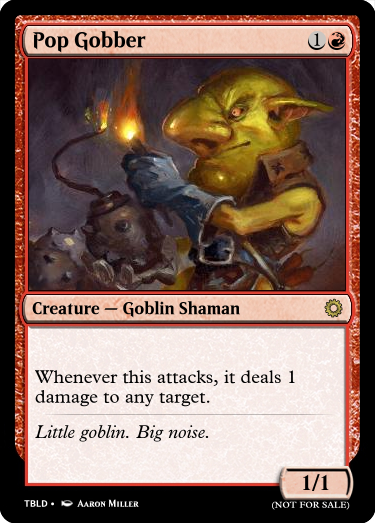 Pop Gobber 1
Creature — Goblin Shaman
Whenever this attacks, it deals 1
damage to any target.
Little goblin. Big noise.
1/1
TBLD • Aaron Miller
(NOT FOR SALE)